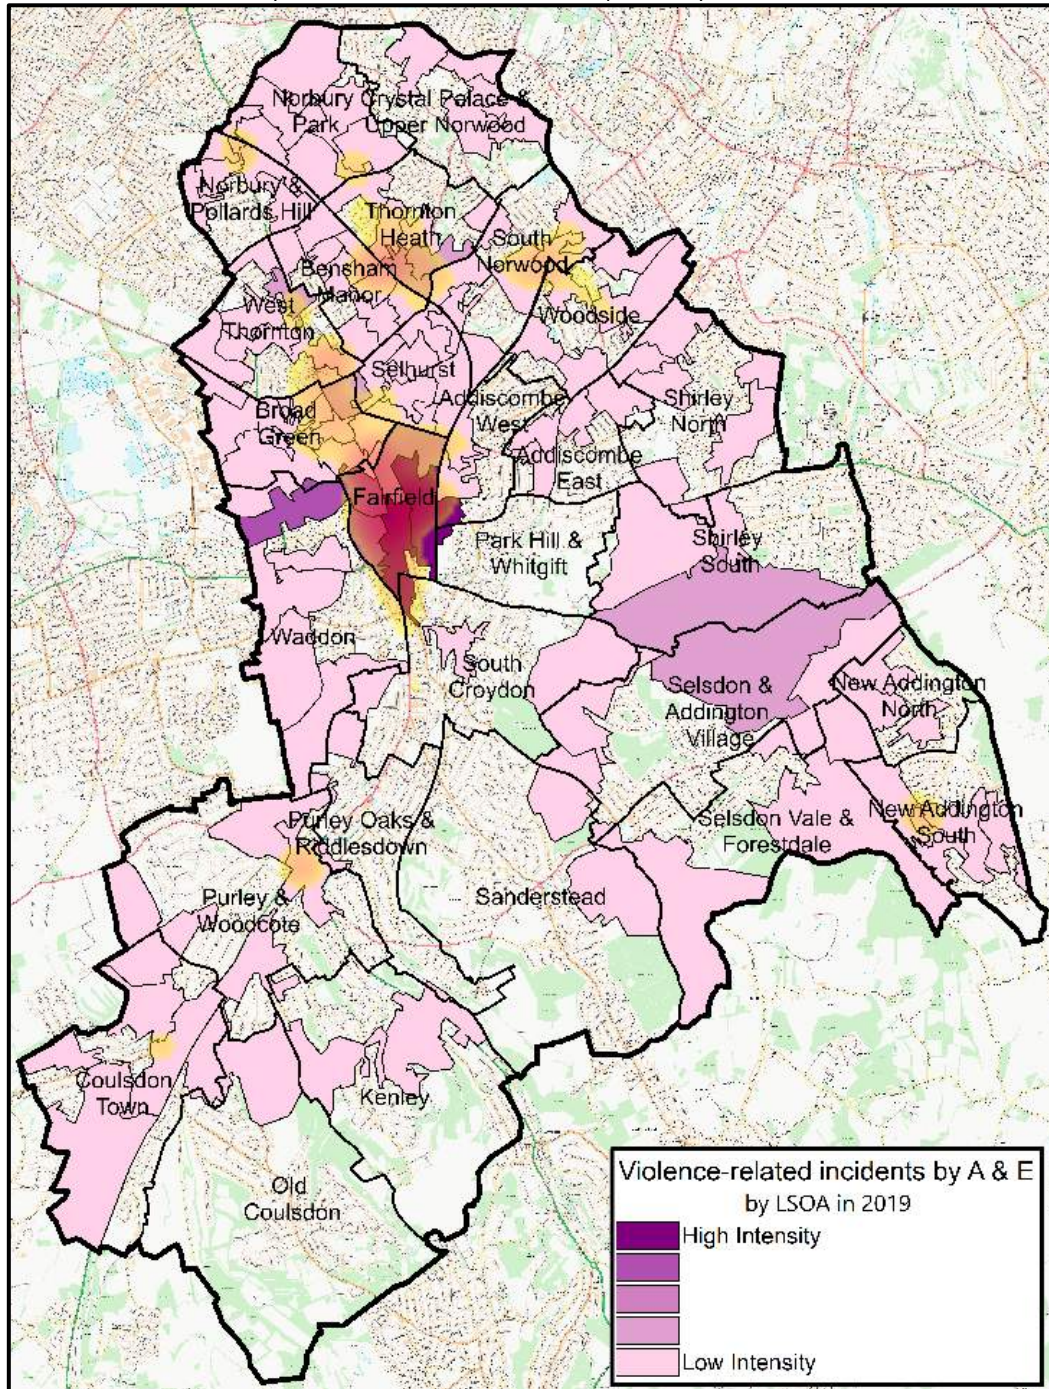 Norbury
Park
Crystal Palace &
Upper Norwood
Norbury &
Pollards Hill
Thornton
Heath
South
Norwood
Bensham
Manor
West
Thornton
Woodside
Selhurst
Broad
Green
Addiscombe
West
Shirley
North
Addiscombe
East
Fairfield
Park Hill &
Whitgift
Shirley
South
Waddon
South
Croydon
Selsdon &
Addington
Village
New Addington
North
Purley Oaks &
Riddlesdown
Selsdon Vale &
Forestdale
New Addington
South
Purley &
Woodcote
Sanderstead
Coulsdon
Town
Kenley
Old
Coulsdon
Violence-related incidents by A & E
by LSOA in 2019
High Intensity
Low Intensity